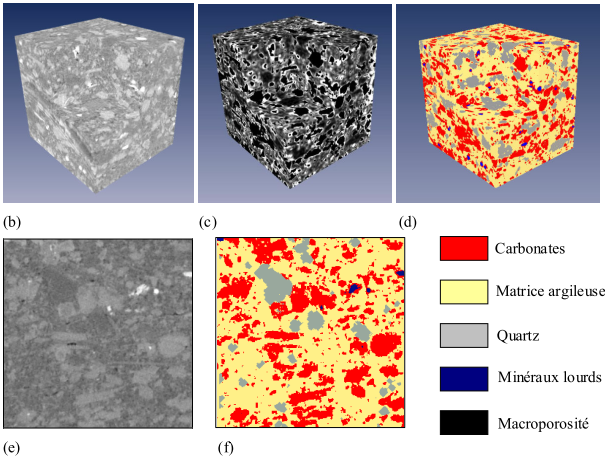 (b)
(c)
(d)
Carbonates
Matrice argileuse
Quartz
Minéraux lourds
Macroporosité
(e)
(f)